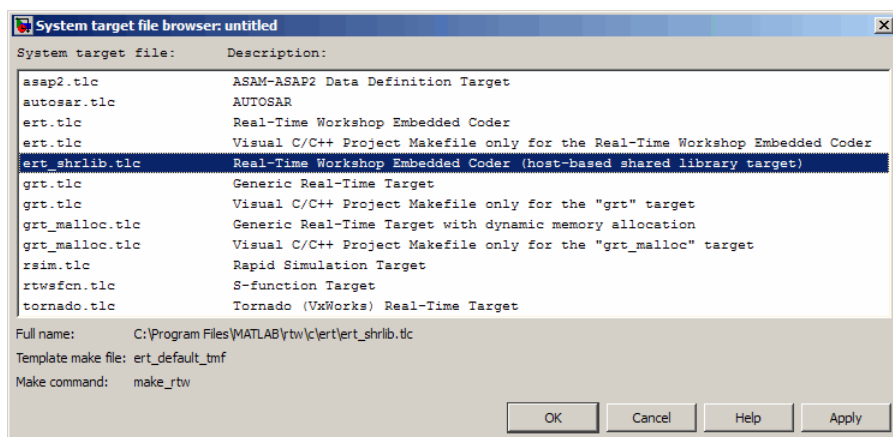 System target file browser: untitled
System target file: Description:
asap2.tlc ASAM-ASAP2 Data Definition Target
autosar.tlc AUTOSAR
ert.tlc Real-Time Workshop Embedded Coder
ert.tlc Visual C/C++ Project Makefile only for the Real-Time Workshop Embedded Coder
ert_shrlib.tlc Real-Time Workshop Embedded Coder (host-based shared library target)
grt.tlc Generic Real-Time Target
grt.tlc Visual C/C++ Project Makefile only for the "grt" target
grt_malloc.tlc Generic Real-Time Target with dynamic memory allocation
grt_malloc.tlc Visual C/C++ Project Makefile only for the "grt_malloc" target
rsim.tlc Rapid Simulation Target
rtwsfcn.tlc S-function Target
tornado.tlc Tornado (VxWorks) Real-Time Target
Full name: C:\Program Files\MATLAB\rtw\c\ert\ert_shrlib.tlc
Template make file: ert_default_tmf
Make command: make_rtw
OK Cancel Help Apply